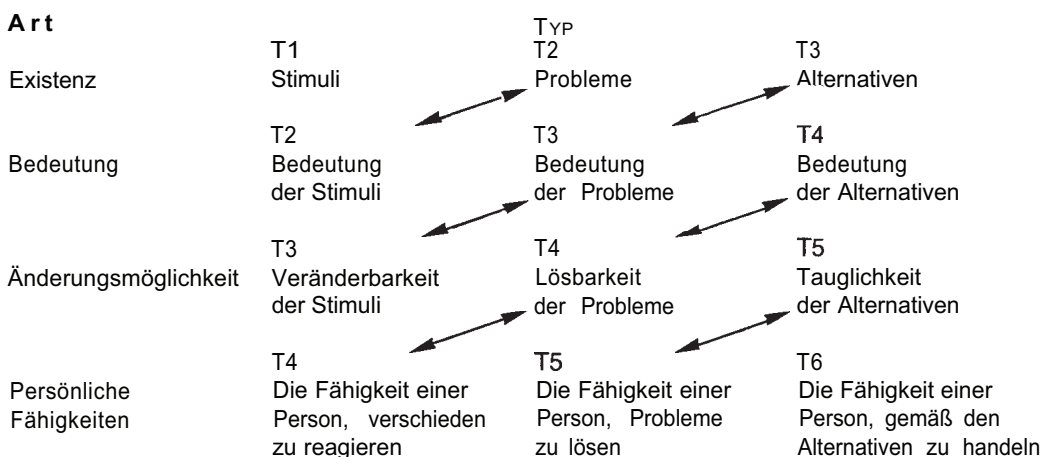 Art TYP
T1 T2 T3
Existenz Stimuli Probleme Alternativen
T2 T3 T4
Bedeutung Bedeutung Bedeutung Bedeutung
der Stimuli der Probleme der Alternativen
T3 T4 T5
Änderungsmöglichkeit Veränderbarkeit Lösbarkeit Tauglichkeit
der Stimuli der Probleme der Alternativen
T4 T5 T6
Persönliche Die Fähigkeit einer Die Fähigkeit einer Die Fähigkeit einer
Fähigkeiten Person, verschieden Person, Probleme Person, gemäß den
zu reagieren zu lösen Alternativen zu handeln